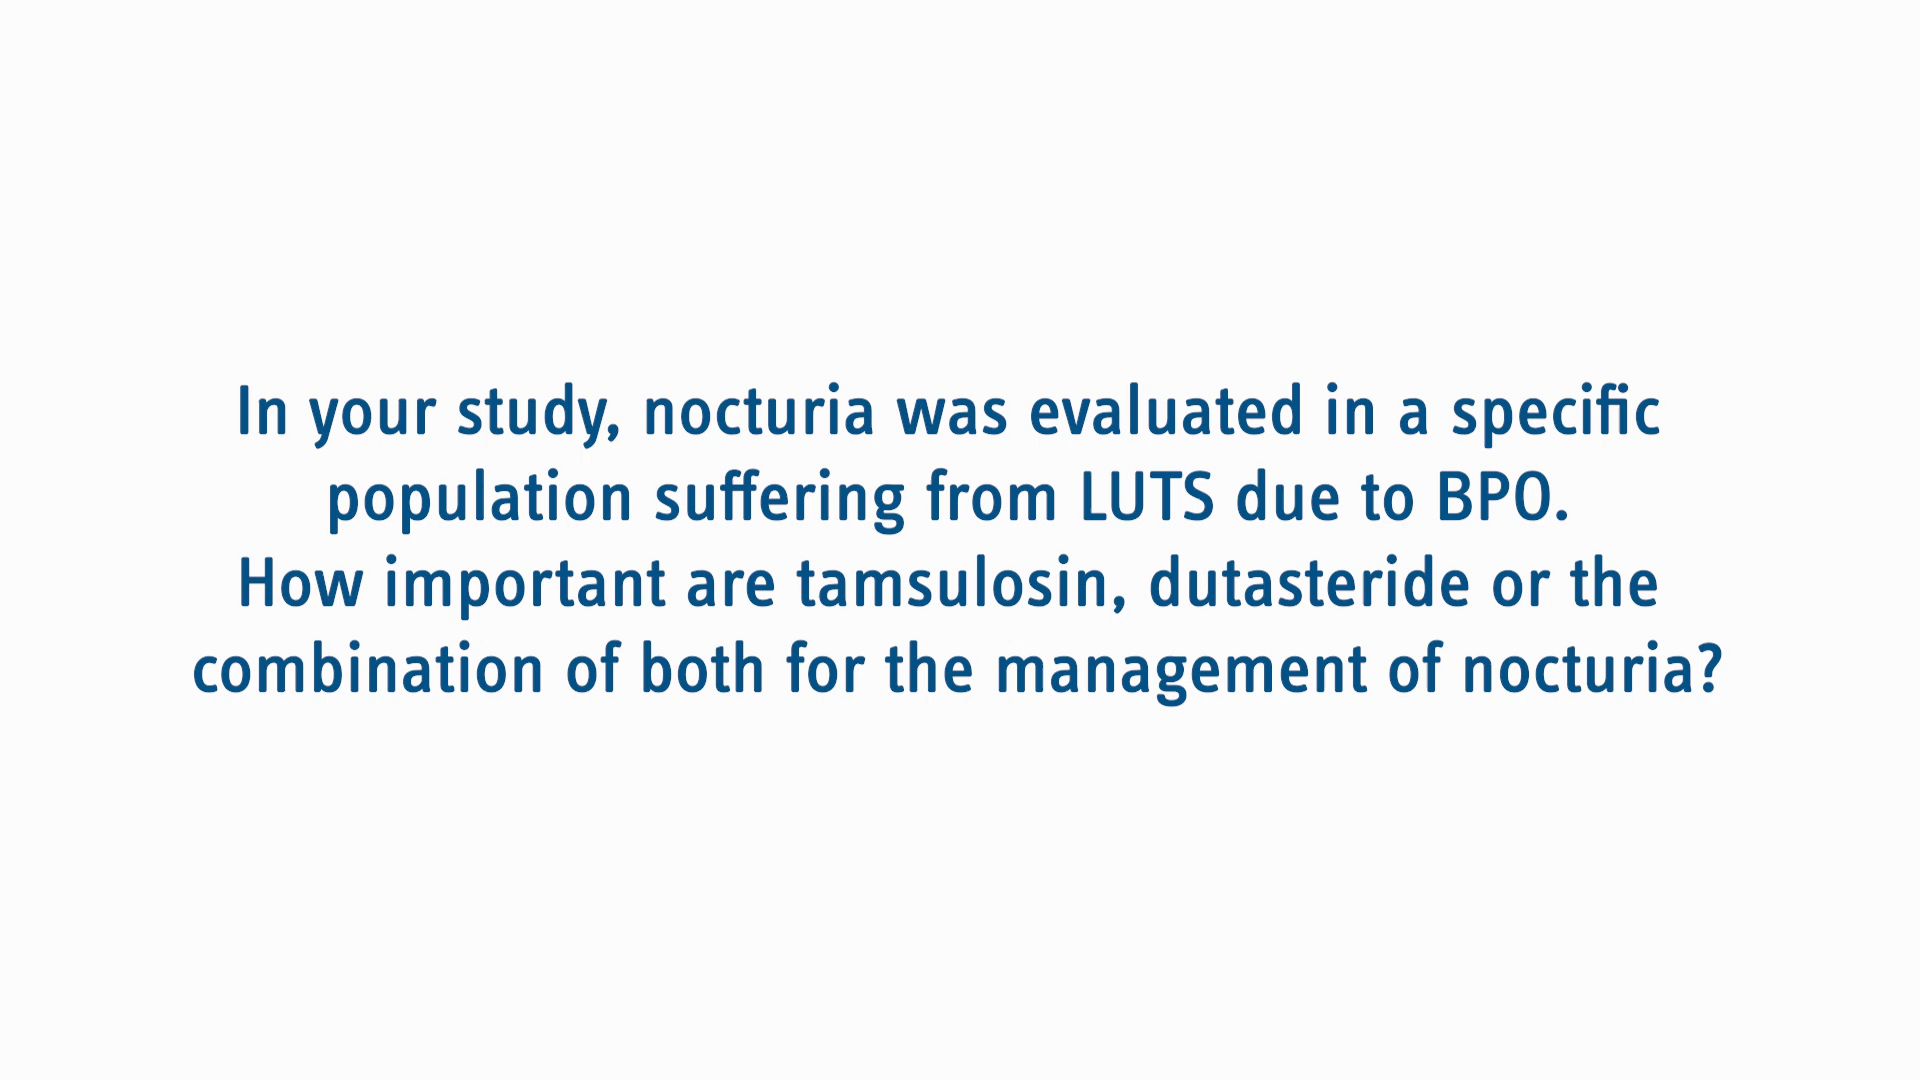 In your study, nocturia was evaluated in a specific
population suffering from LUTS due to BPO.
How important are tamsulosin, dutasteride or the
combination of both for the management of nocturia?